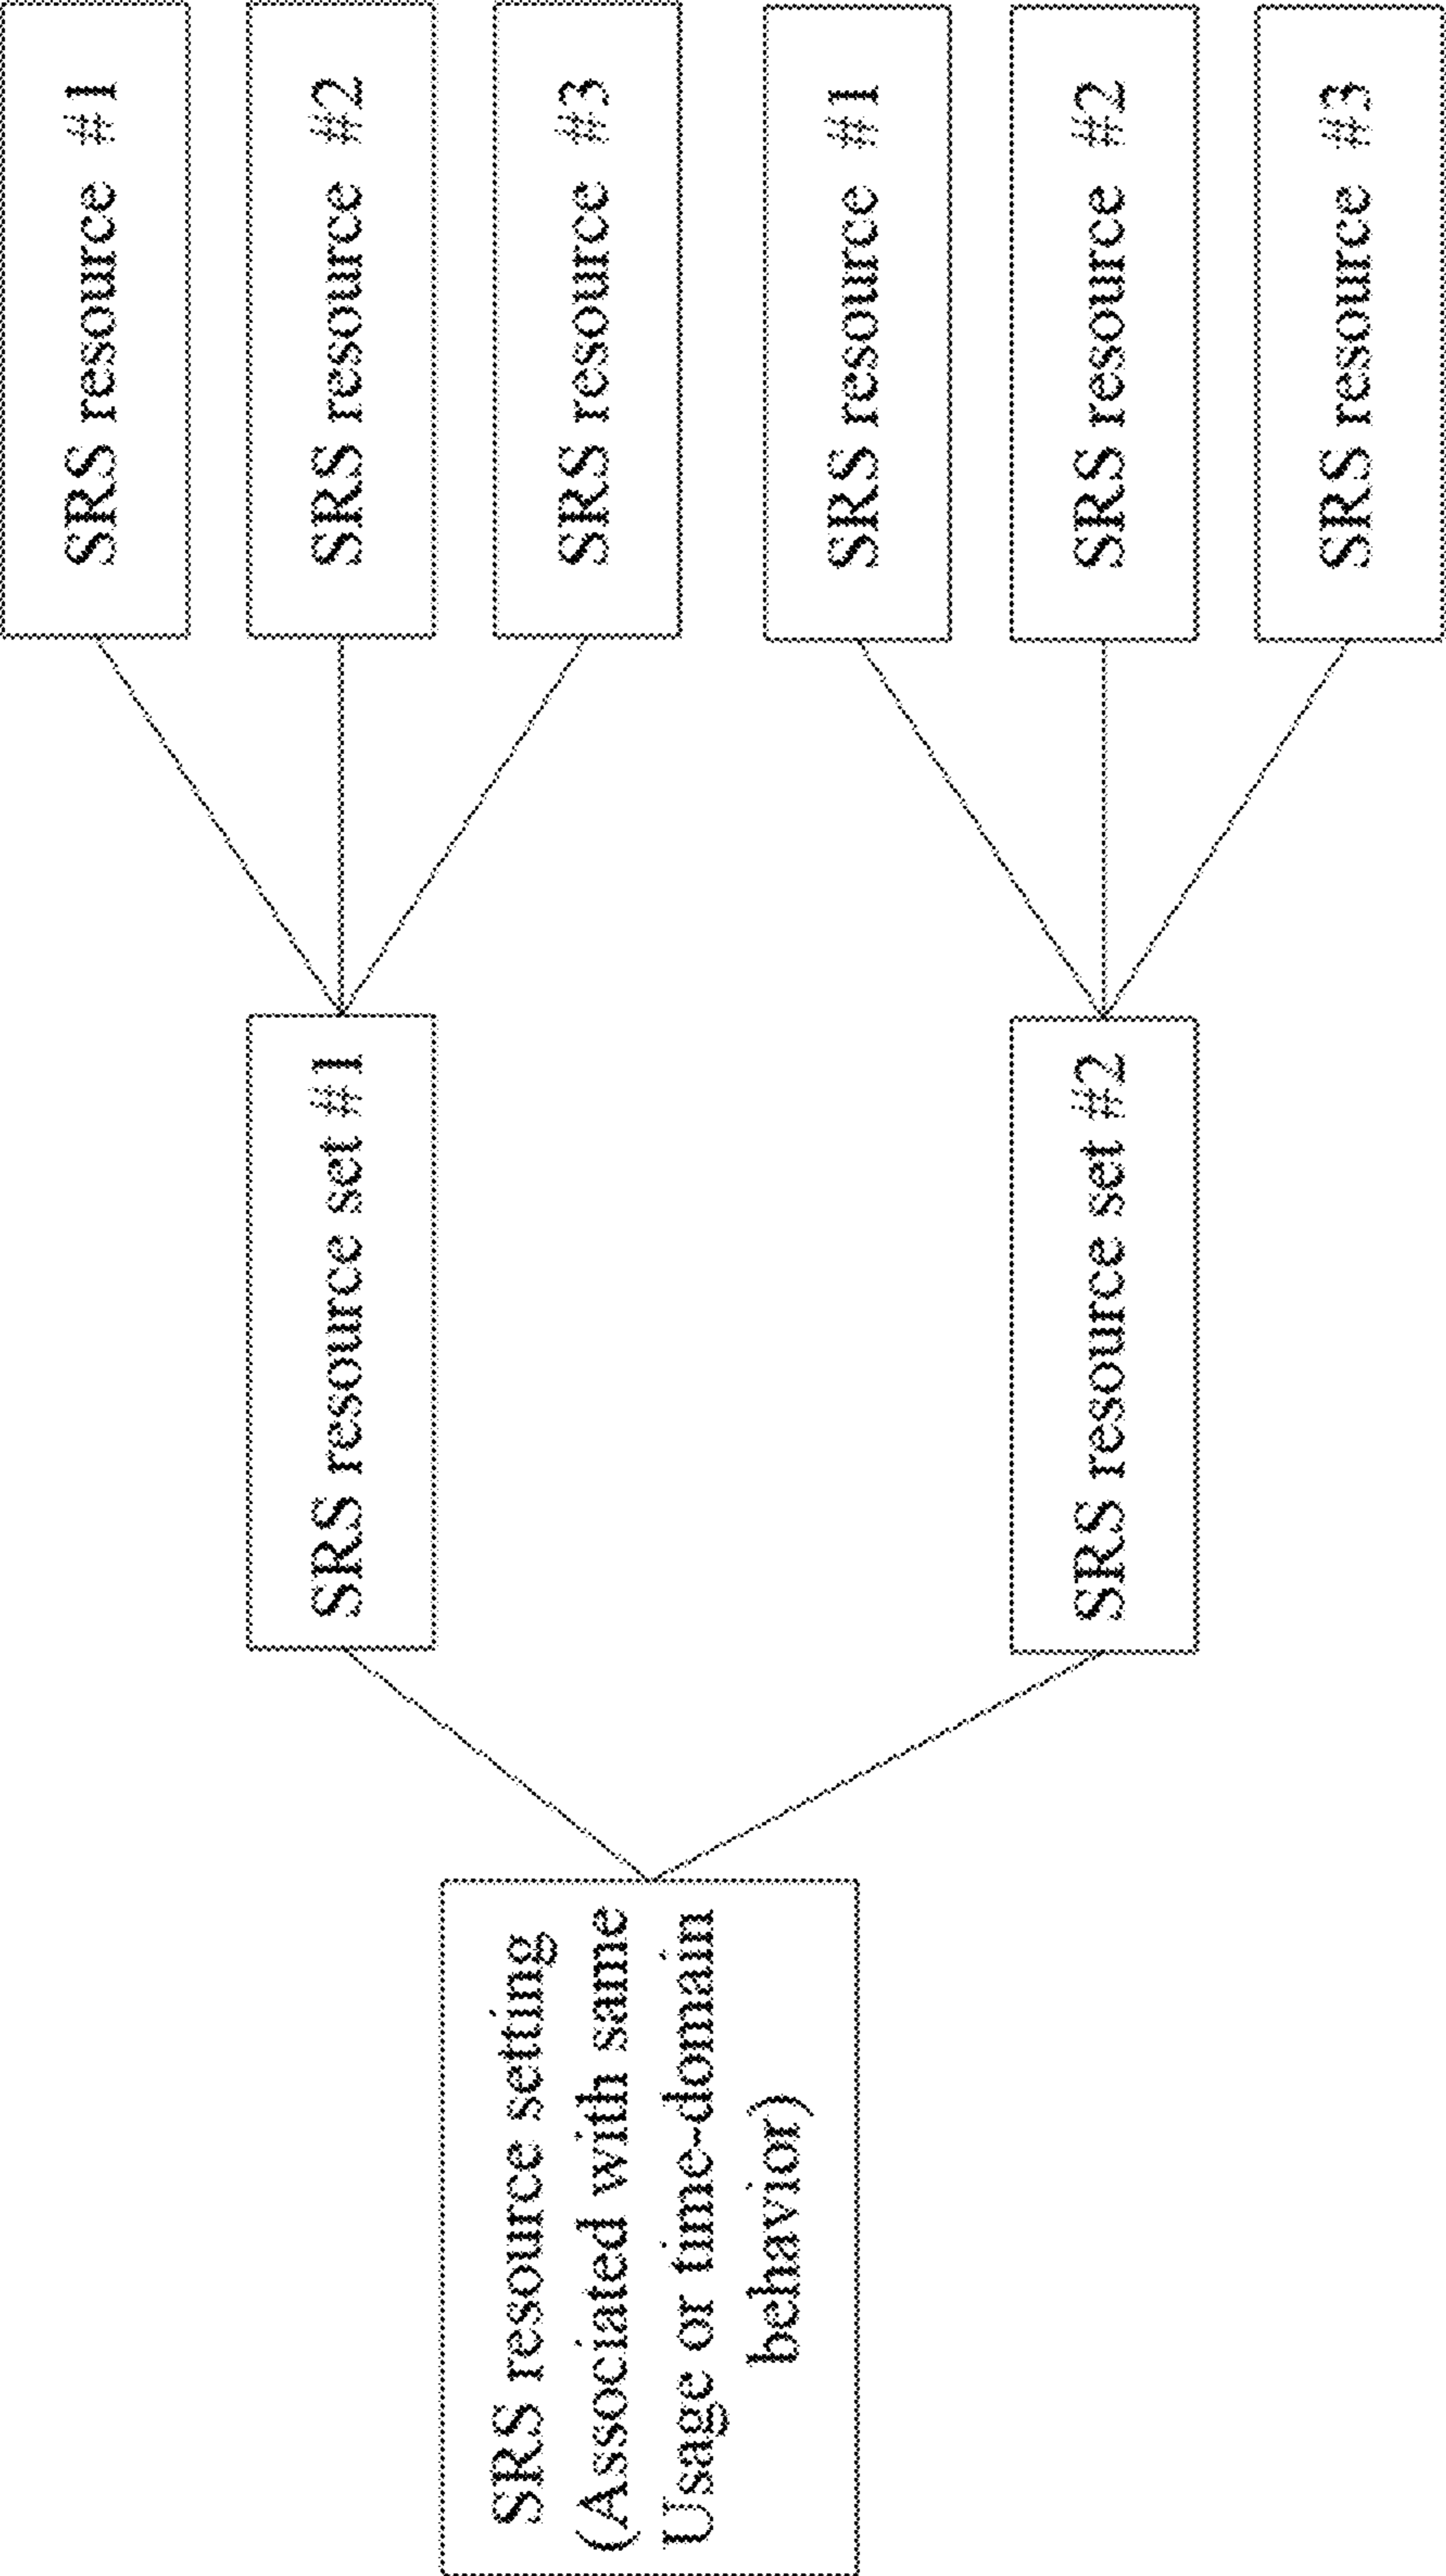 SRS resource setting
(Associated with same
Usage or time-domain
behavior)
SRS resource set #1
SRS resource set #2
SRS resource #1
SRS resource #2
SRS resource #3
SRS resource #1
SRS resource #2
SRS resource #3